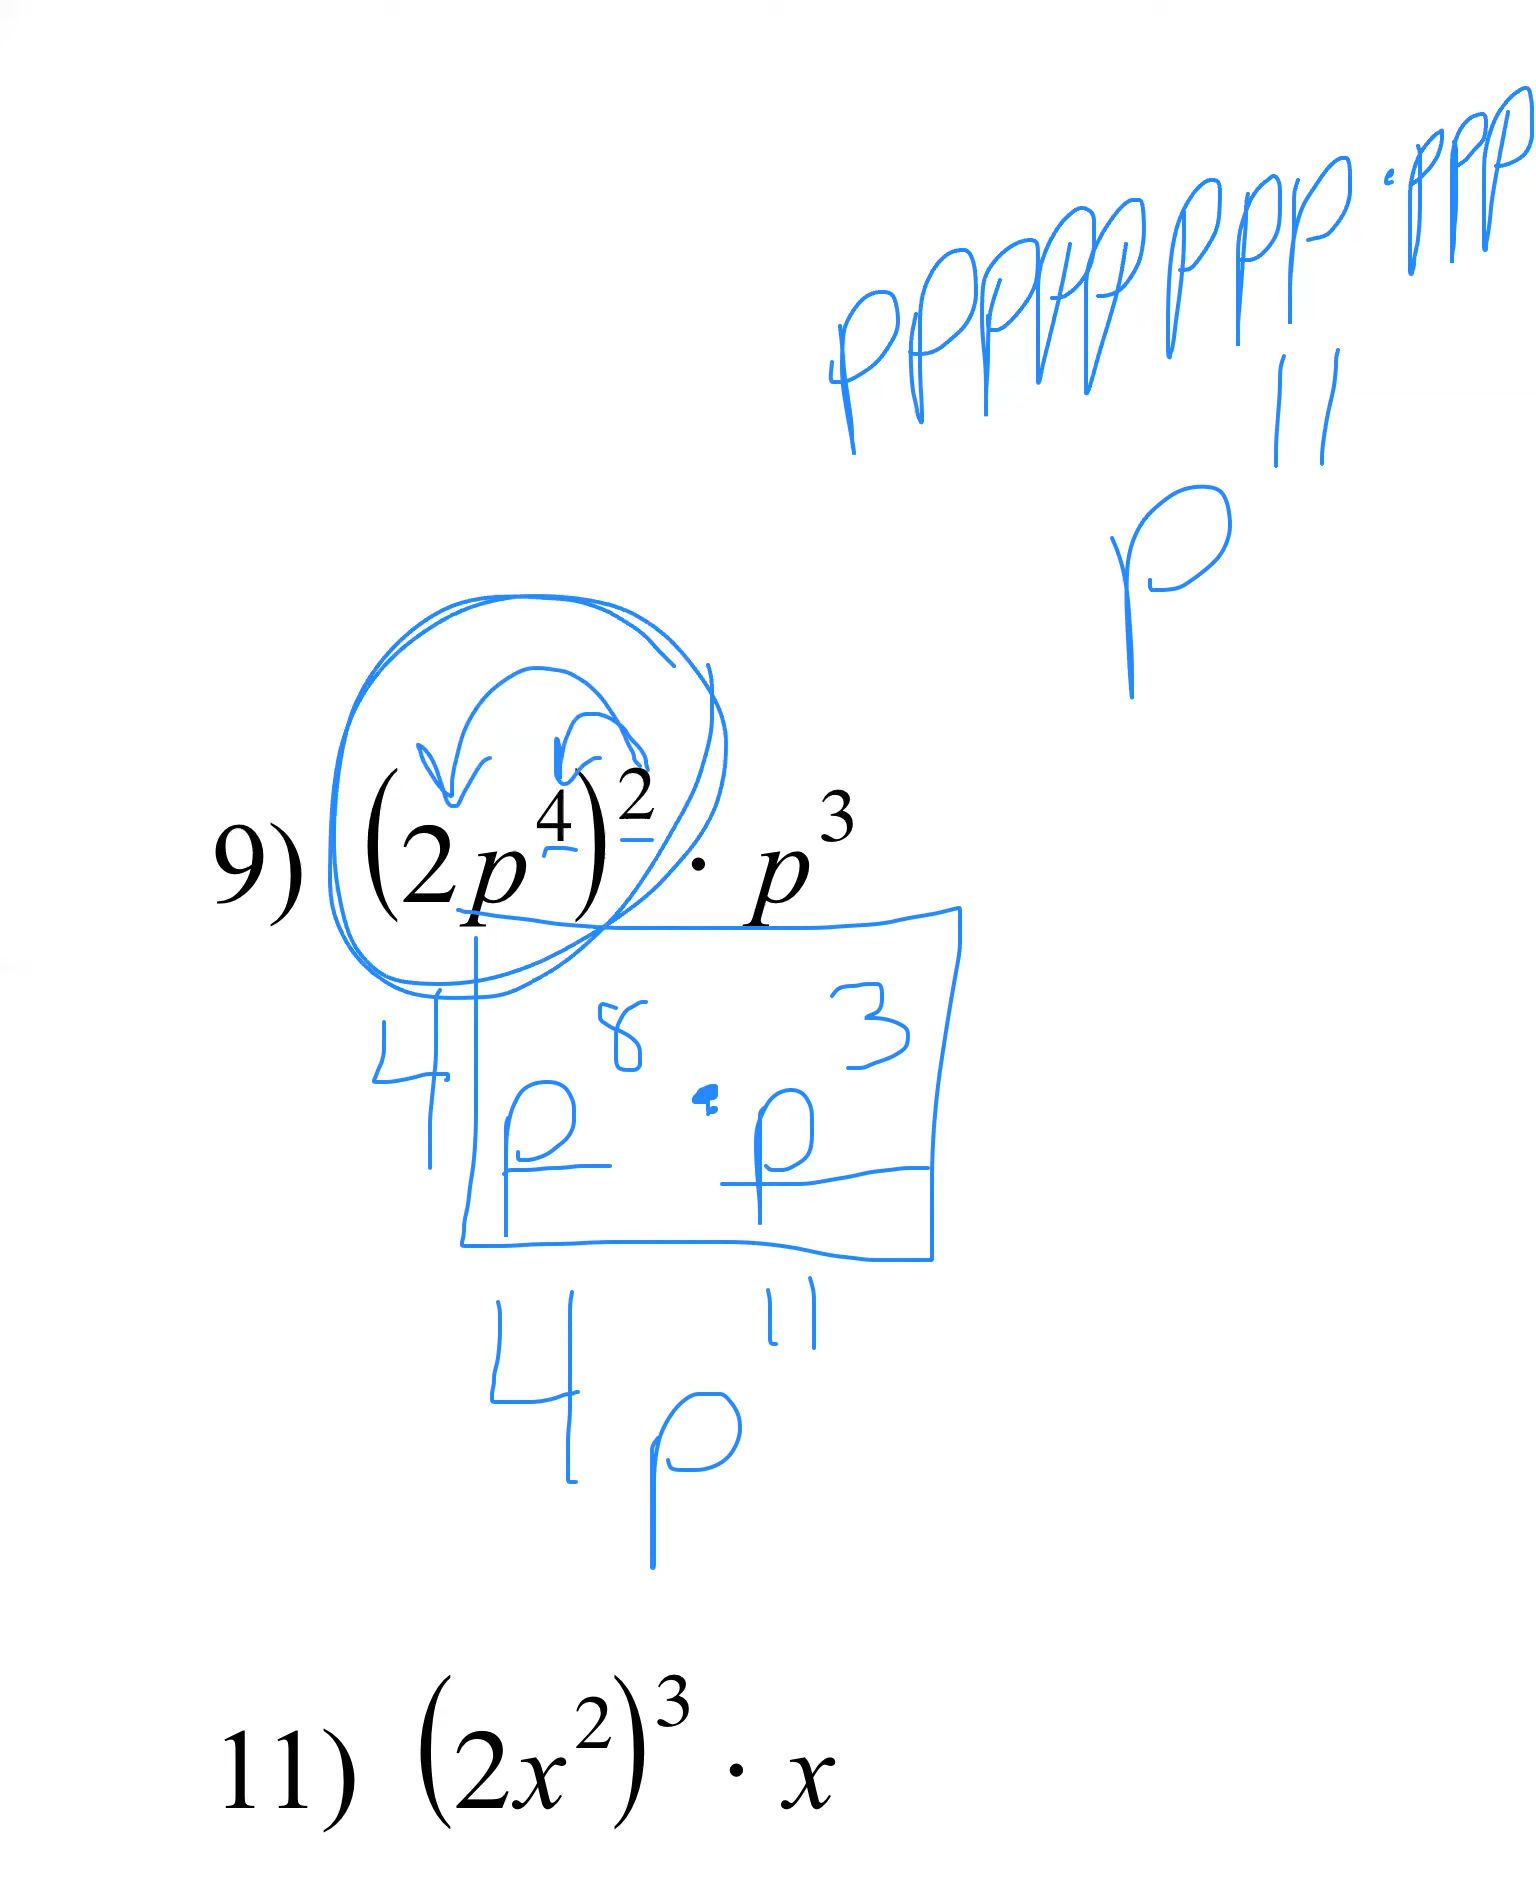 pppppppp · ppp
p¹¹
9) (2p⁴)² · p³
4 p⁸ · p³
4p¹¹
11) (2x²)³ · x